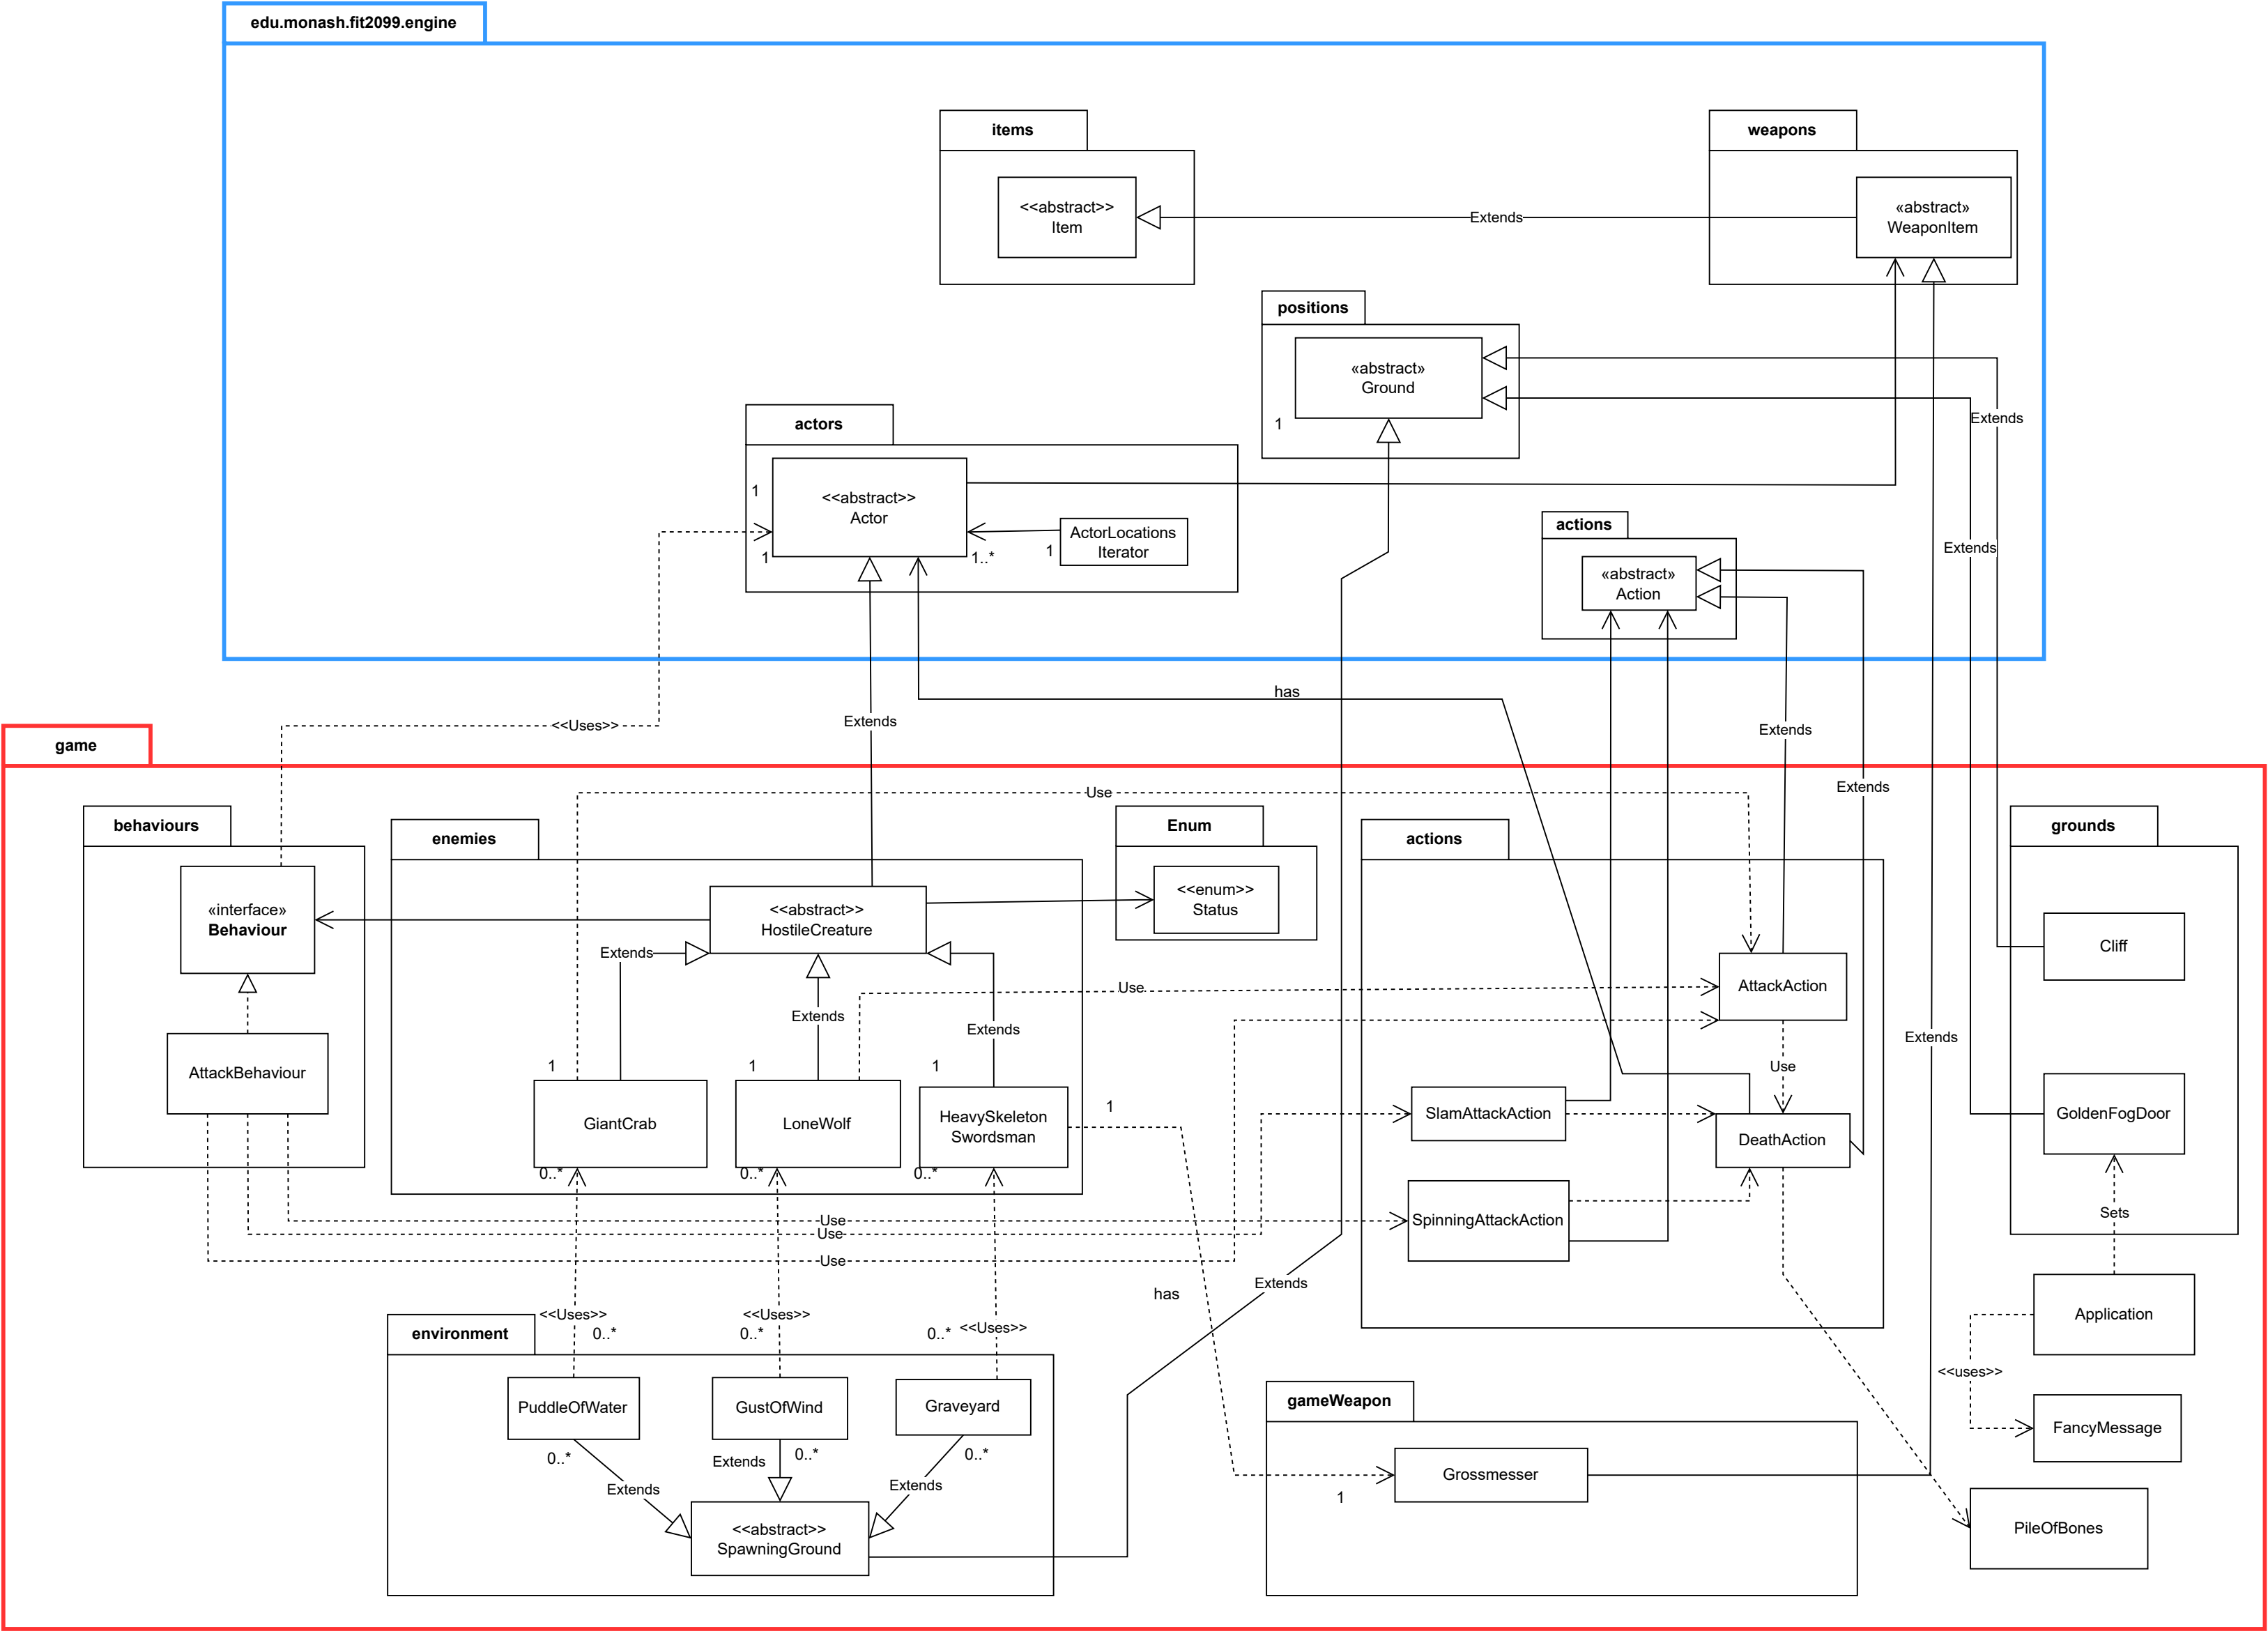 edu.monash.fit2099.engine
items
weapons
<<abstract>>
Item
Extends
«abstract»
WeaponItem
positions
«abstract»
Ground
1
Extends
actors
1
<<abstract>>
Actor
1
1..*
1
ActorLocations
Iterator
Extends
actions
«abstract»
Action
has
<<Uses>>
Extends
Extends
game
Extends
Use
behaviours
enemies
Enum
actions
grounds
«interface»
Behaviour
<<abstract>>
HostileCreature
<<enum>>
Status
Cliff
Extends
Use
AttackAction
Extends
Extends
Extends
Use
1
1
1
AttackBehaviour
GiantCrab
LoneWolf
HeavySkeleton
Swordsman
1
SlamAttackAction
DeathAction
GoldenFogDoor
0..*
0..*
0..*
Use
Use
Use
SpinningAttackAction
Sets
Extends
has
<<Uses>>
<<Uses>>
<<Uses>>
0..*
0..*
0..*
environment
Application
<<uses>>
PuddleOfWater
GustOfWind
Graveyard
gameWeapon
FancyMessage
0..*
0..*
0..*
Extends
Extends
Extends
Grossmesser
1
<<abstract>>
SpawningGround
PileOfBones